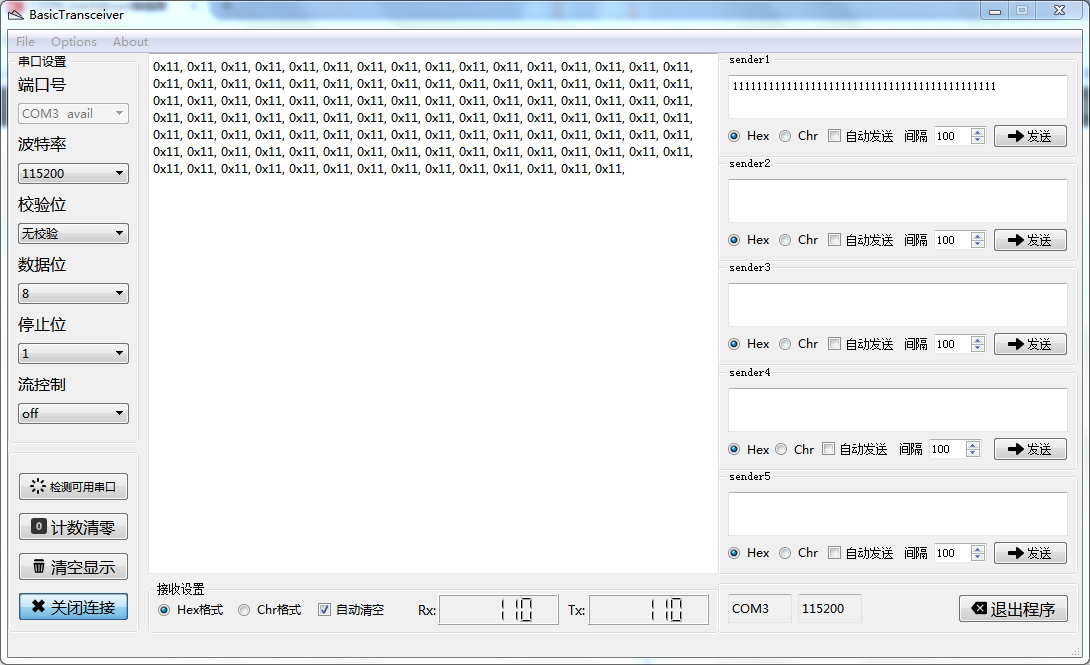 BasicTransceiver
File Options About
串口设置
端口号
COM3 avail
波特率
115200
校验位
无校验
数据位
8
停止位
1
流控制
off
检测可用串口
0 计数清零
清空显示
关闭连接
0x11, 0x11, 0x11, 0x11, 0x11, 0x11, 0x11, 0x11, 0x11, 0x11, 0x11, 0x11, 0x11, 0x11, 0x11, 0x11,
0x11, 0x11, 0x11, 0x11, 0x11, 0x11, 0x11, 0x11, 0x11, 0x11, 0x11, 0x11, 0x11, 0x11, 0x11, 0x11,
0x11, 0x11, 0x11, 0x11, 0x11, 0x11, 0x11, 0x11, 0x11, 0x11, 0x11, 0x11, 0x11, 0x11, 0x11, 0x11,
0x11, 0x11, 0x11, 0x11, 0x11, 0x11, 0x11, 0x11, 0x11, 0x11, 0x11, 0x11, 0x11, 0x11, 0x11, 0x11,
0x11, 0x11, 0x11, 0x11, 0x11, 0x11, 0x11, 0x11, 0x11, 0x11, 0x11, 0x11, 0x11, 0x11, 0x11, 0x11,
0x11, 0x11, 0x11, 0x11, 0x11, 0x11, 0x11, 0x11, 0x11, 0x11, 0x11, 0x11, 0x11, 0x11, 0x11, 0x11,
0x11, 0x11, 0x11, 0x11, 0x11, 0x11, 0x11, 0x11, 0x11, 0x11, 0x11, 0x11, 0x11, 0x11,
接收设置
Hex格式 Chr格式 自动清空 Rx: 110 Tx: 110
sender1
11111111111111111111111111111111111111111111
Hex Chr 自动发送 间隔 100 发送
sender2
Hex Chr 自动发送 间隔 100 发送
sender3
Hex Chr 自动发送 间隔 100 发送
sender4
Hex Chr 自动发送 间隔 100 发送
sender5
Hex Chr 自动发送 间隔 100 发送
COM3 115200 退出程序